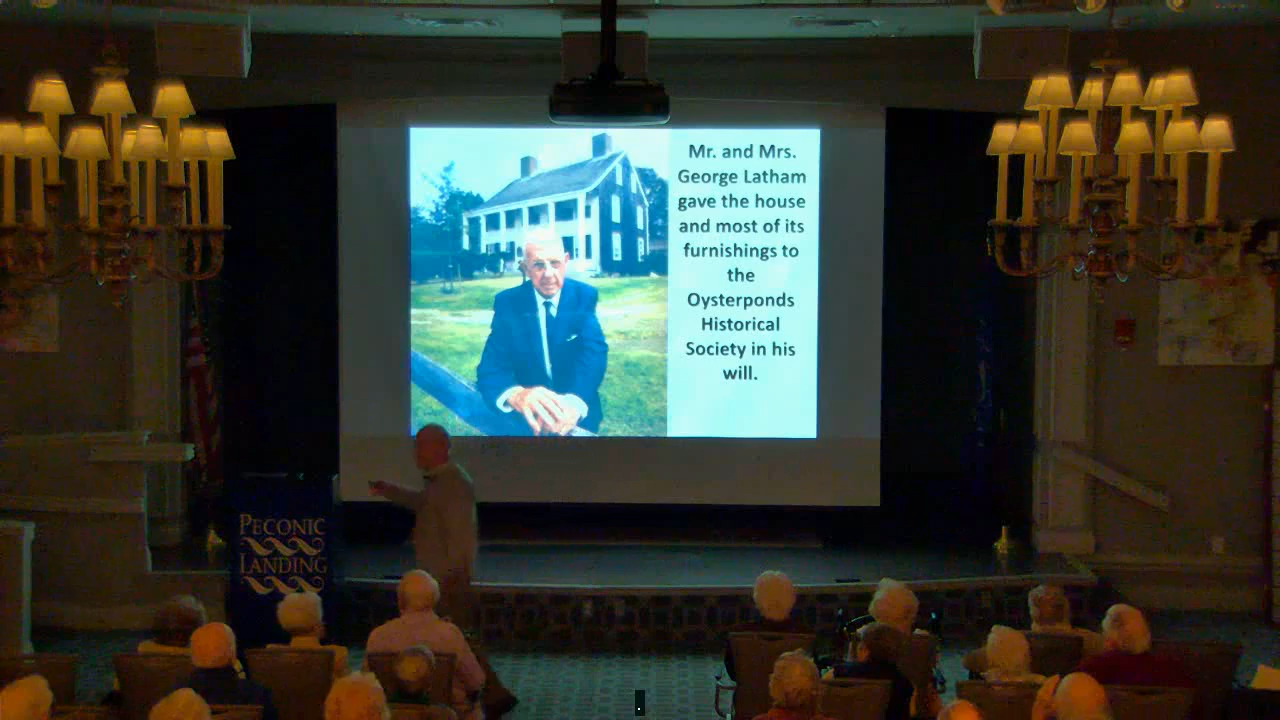 Mr. and Mrs.
George Latham
gave the house
and most of its
furnishings to
the
Oysterponds
Historical
Society in his
will.
PECONIC
LANDING
.